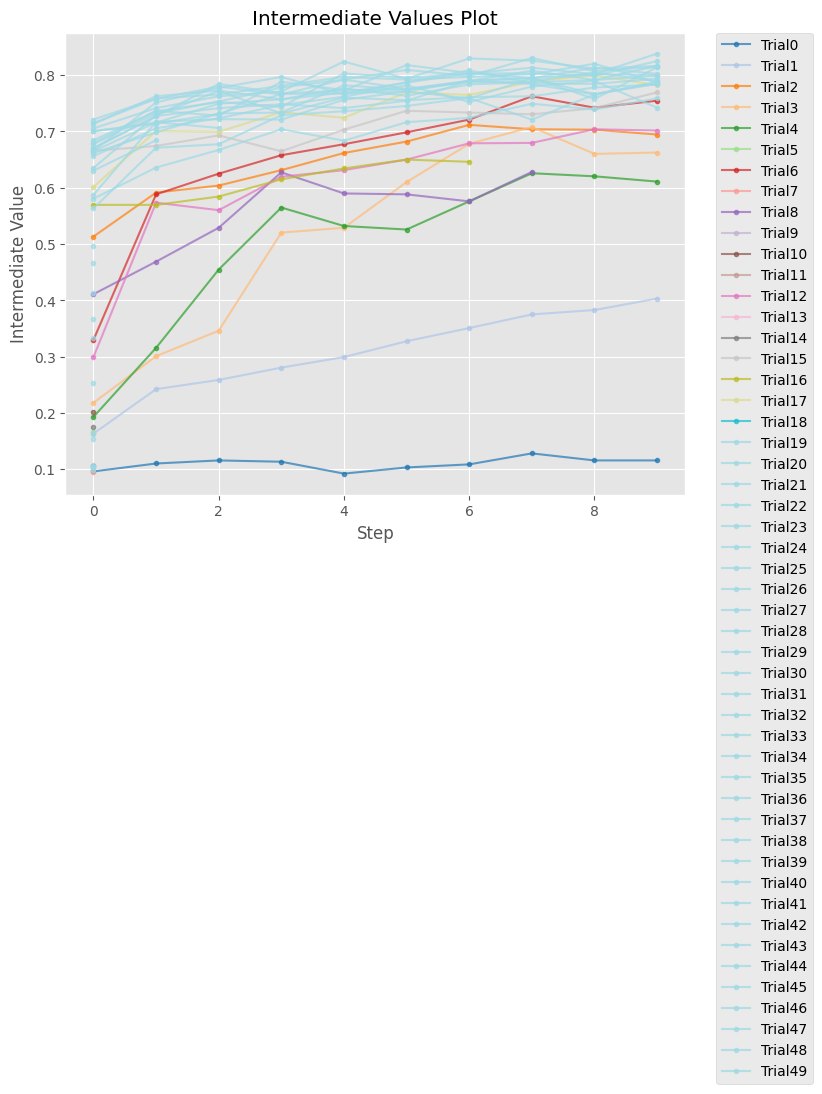 Intermediate Values Plot
Intermediate Value
0.8
0.7
0.6
0.5
0.4
0.3
0.2
0.1
0 2 4 6 8
Step
Trial0
Trial1
Trial2
Trial3
Trial4
Trial5
Trial6
Trial7
Trial8
Trial9
Trial10
Trial11
Trial12
Trial13
Trial14
Trial15
Trial16
Trial17
Trial18
Trial19
Trial20
Trial21
Trial22
Trial23
Trial24
Trial25
Trial26
Trial27
Trial28
Trial29
Trial30
Trial31
Trial32
Trial33
Trial34
Trial35
Trial36
Trial37
Trial38
Trial39
Trial40
Trial41
Trial42
Trial43
Trial44
Trial45
Trial46
Trial47
Trial48
Trial49